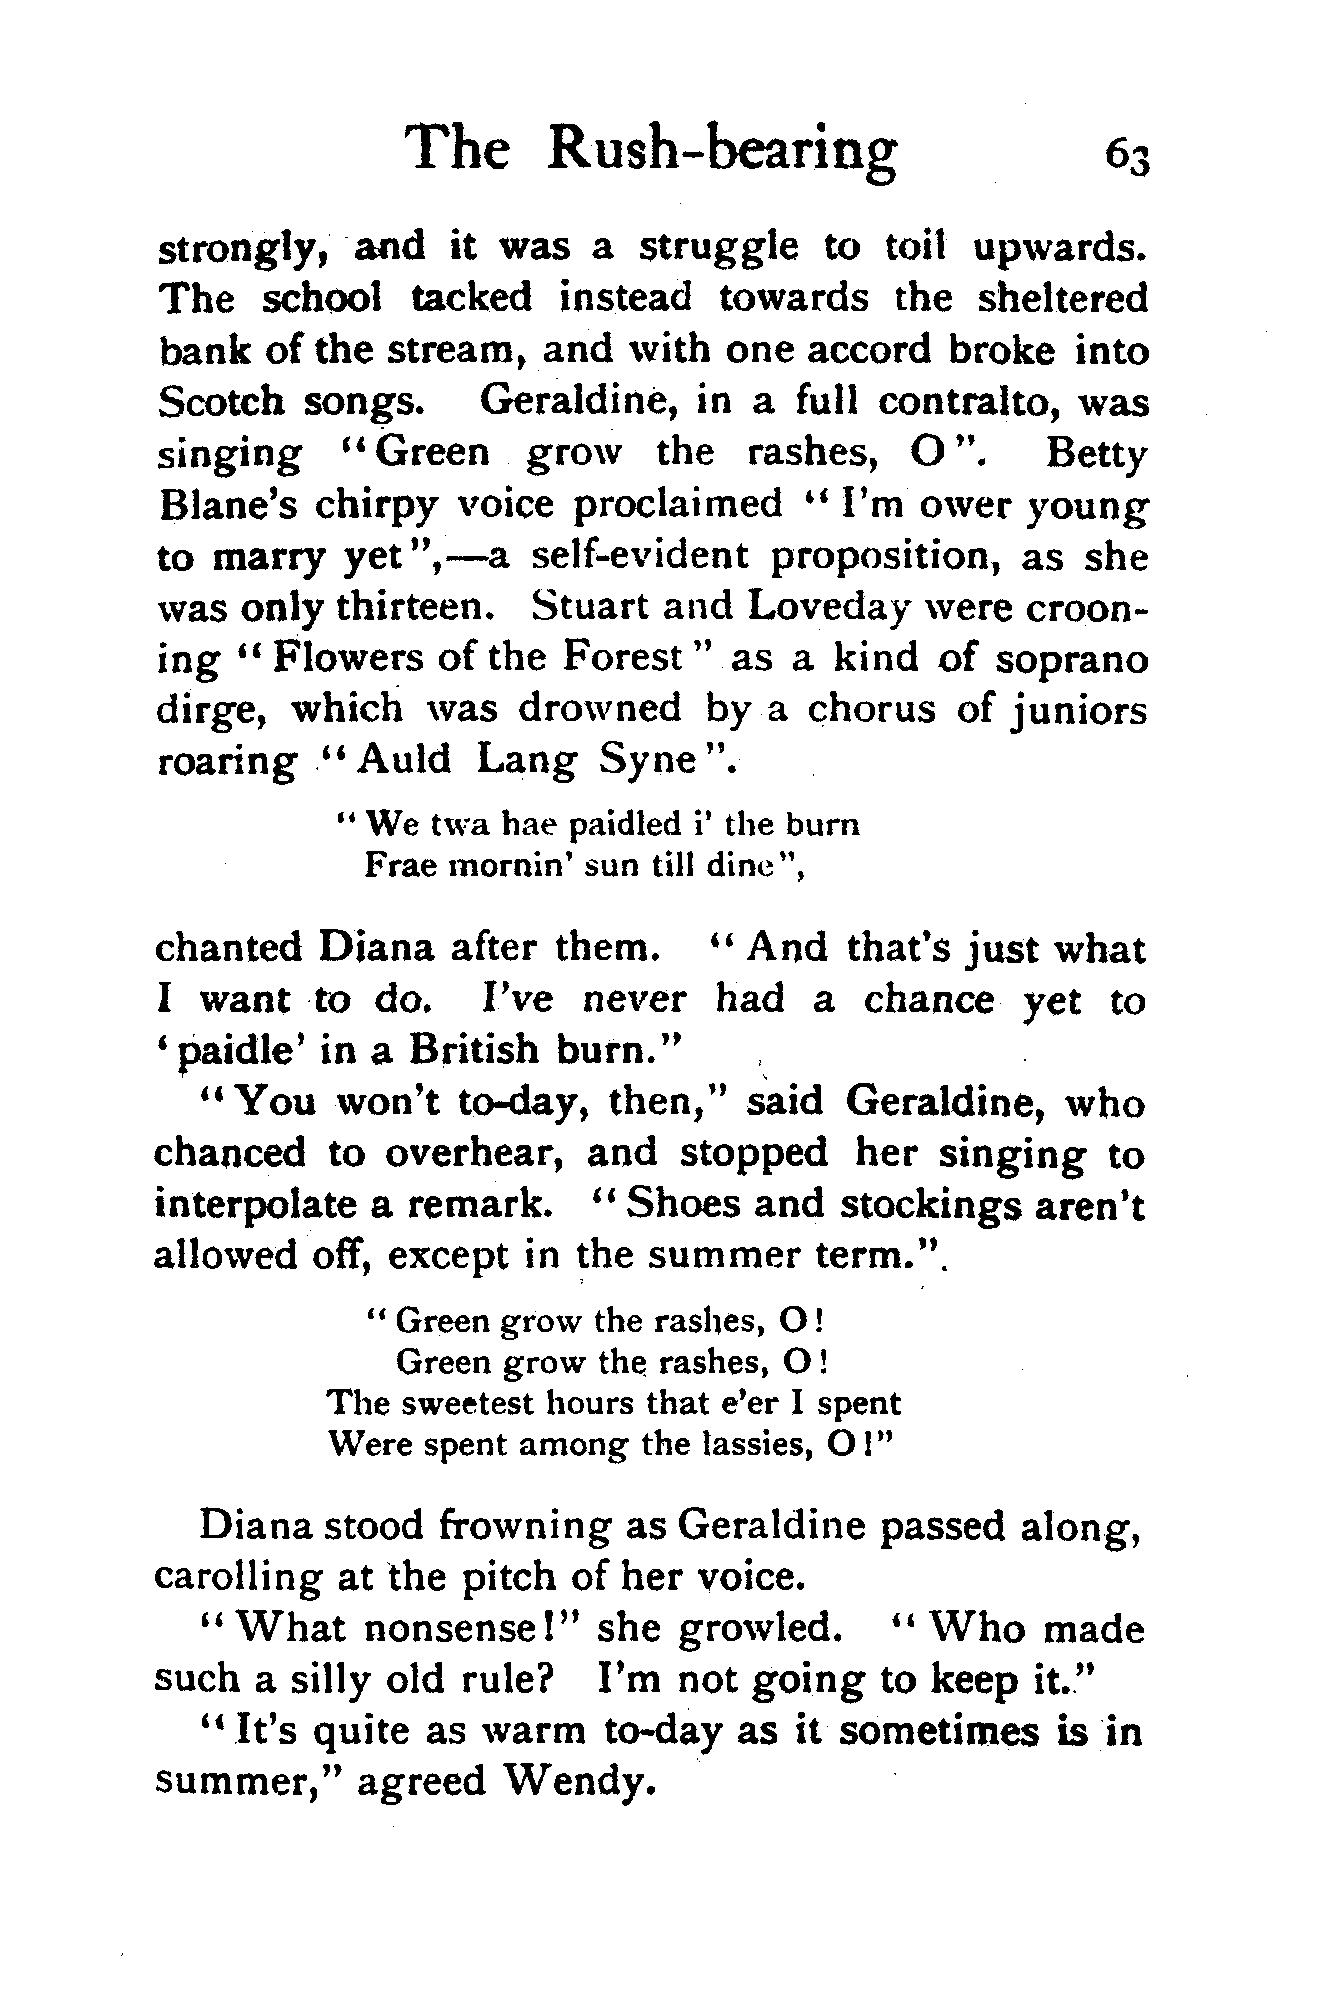 The Rush-bearing 63
strongly, and it was a struggle to toil upwards.
The school tacked instead towards the sheltered
bank of the stream, and with one accord broke into
Scotch songs. Geraldine, in a full contralto, was
singing "Green grow the rashes, O". Betty
Blane's chirpy voice proclaimed "I'm ower young
to marry yet",—a self-evident proposition, as she
was only thirteen. Stuart and Loveday were croon-
ing "Flowers of the Forest" as a kind of soprano
dirge, which was drowned by a chorus of juniors
roaring "Auld Lang Syne".
"We twa hae paidled i' the burn
Frae mornin' sun till dine",
chanted Diana after them. "And that's just what
I want to do. I've never had a chance yet to
'paidle' in a British burn."
"You won't to-day, then," said Geraldine, who
chanced to overhear, and stopped her singing to
interpolate a remark. "Shoes and stockings aren't
allowed off, except in the summer term."
"Green grow the rashes, O!
Green grow the rashes, O!
The sweetest hours that e'er I spent
Were spent among the lassies, O!"
Diana stood frowning as Geraldine passed along,
carolling at the pitch of her voice.
"What nonsense!" she growled. "Who made
such a silly old rule? I'm not going to keep it."
"It's quite as warm to-day as it sometimes is in
summer," agreed Wendy.